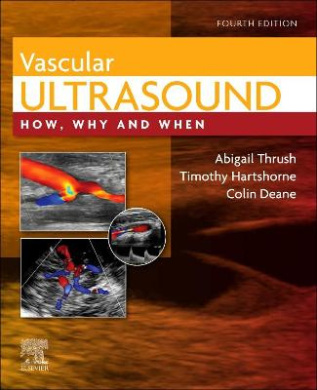 FOURTH EDITION
Vascular
ULTRASOUND
HOW, WHY AND WHEN
Abigail Thrush
Timothy Hartshorne
Colin Deane
ELSEVIER